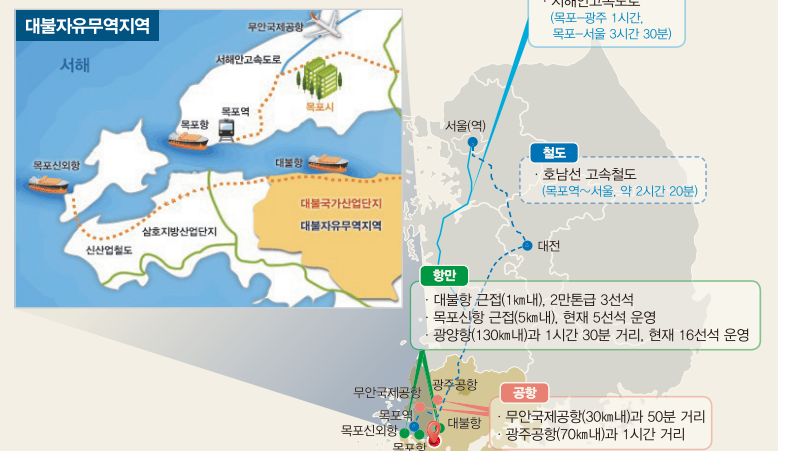 대불자유무역지역
무안국제공항
서해
서해안고속도로
목포시
목포역
목포항
대불항
목포신외항
대불국가산업단지
대불자유무역지역
삼호지방산업단지
신산업철도
· 서해안고속도로
(목포–광주 1시간,
목포–서울 3시간 30분)
서울(역)
철도
· 호남선 고속철도
(목포역~서울, 약 2시간 20분)
대전
항만
· 대불항 근접(1㎞내), 2만톤급 3선석
· 목포신항 근접(5㎞내), 현재 5선석 운영
· 광양항(130㎞내)과 1시간 30분 거리, 현재 16선석 운영
무안국제공항
광주공항
공항
· 무안국제공항(30㎞내)과 50분 거리
· 광주공항(70㎞내)과 1시간 거리
목포역
대불항
목포신외항
목포항